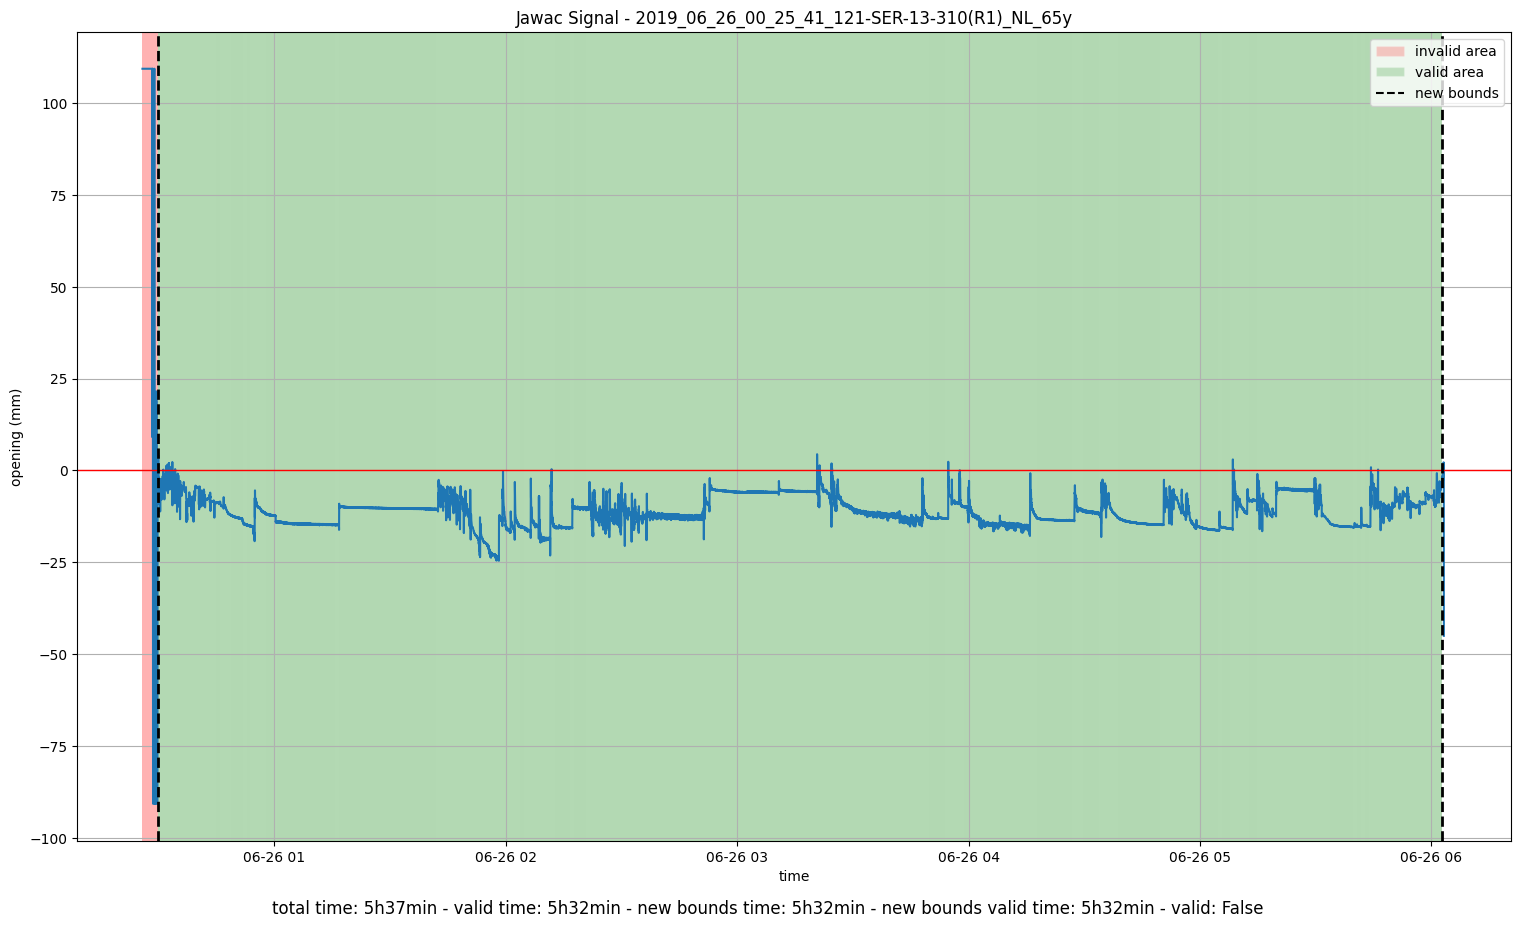 Jawac Signal - 2019_06_26_00_25_41_121-SER-13-310(R1)_NL_65y
invalid area
valid area
new bounds
100
75
50
25
0
−25
−50
−75
−100
opening (mm)
06-26 01
06-26 02
06-26 03
06-26 04
06-26 05
06-26 06
time
total time: 5h37min - valid time: 5h32min - new bounds time: 5h32min - new bounds valid time: 5h32min - valid: False